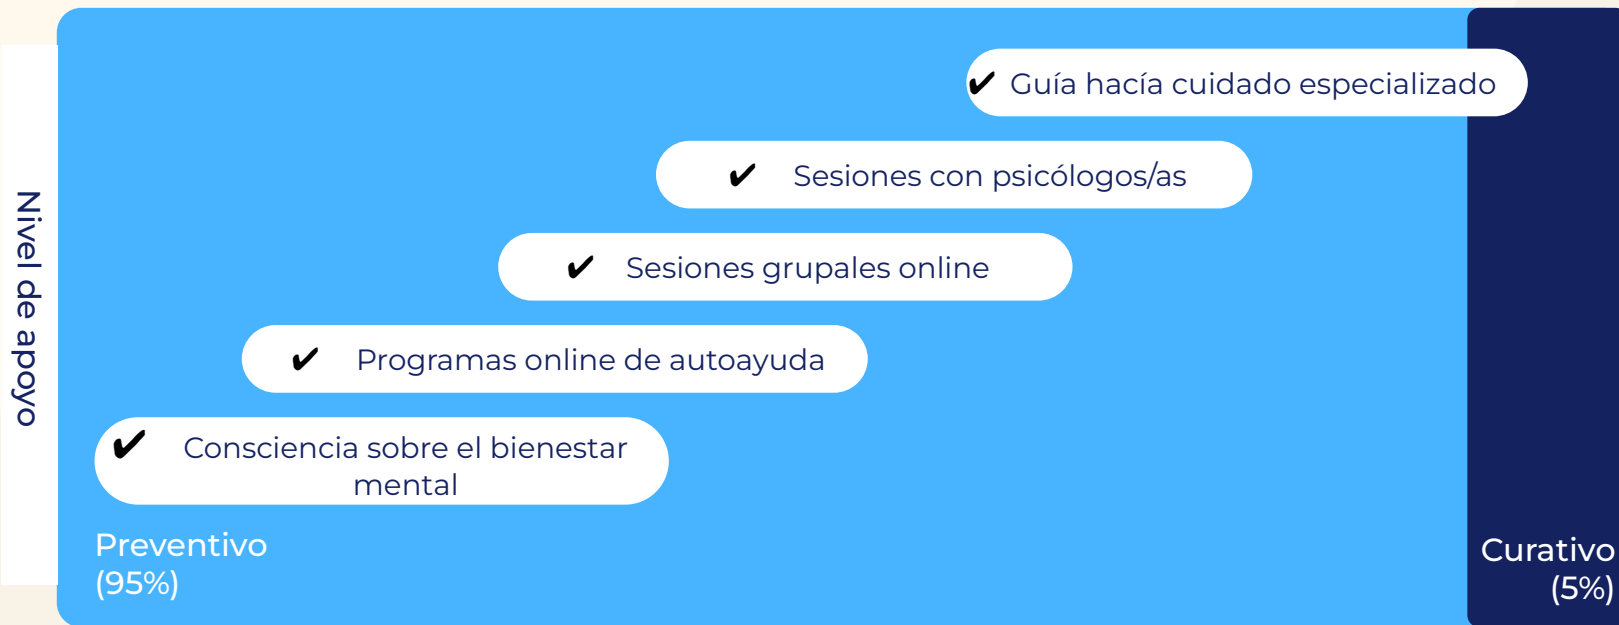 ✔ Guía hacía cuidado especializado
✔ Sesiones con psicólogos/as
✔ Sesiones grupales online
✔ Programas online de autoayuda
✔ Consciencia sobre el bienestar
mental
Nivel de apoyo
Preventivo
(95%)
Curativo
(5%)